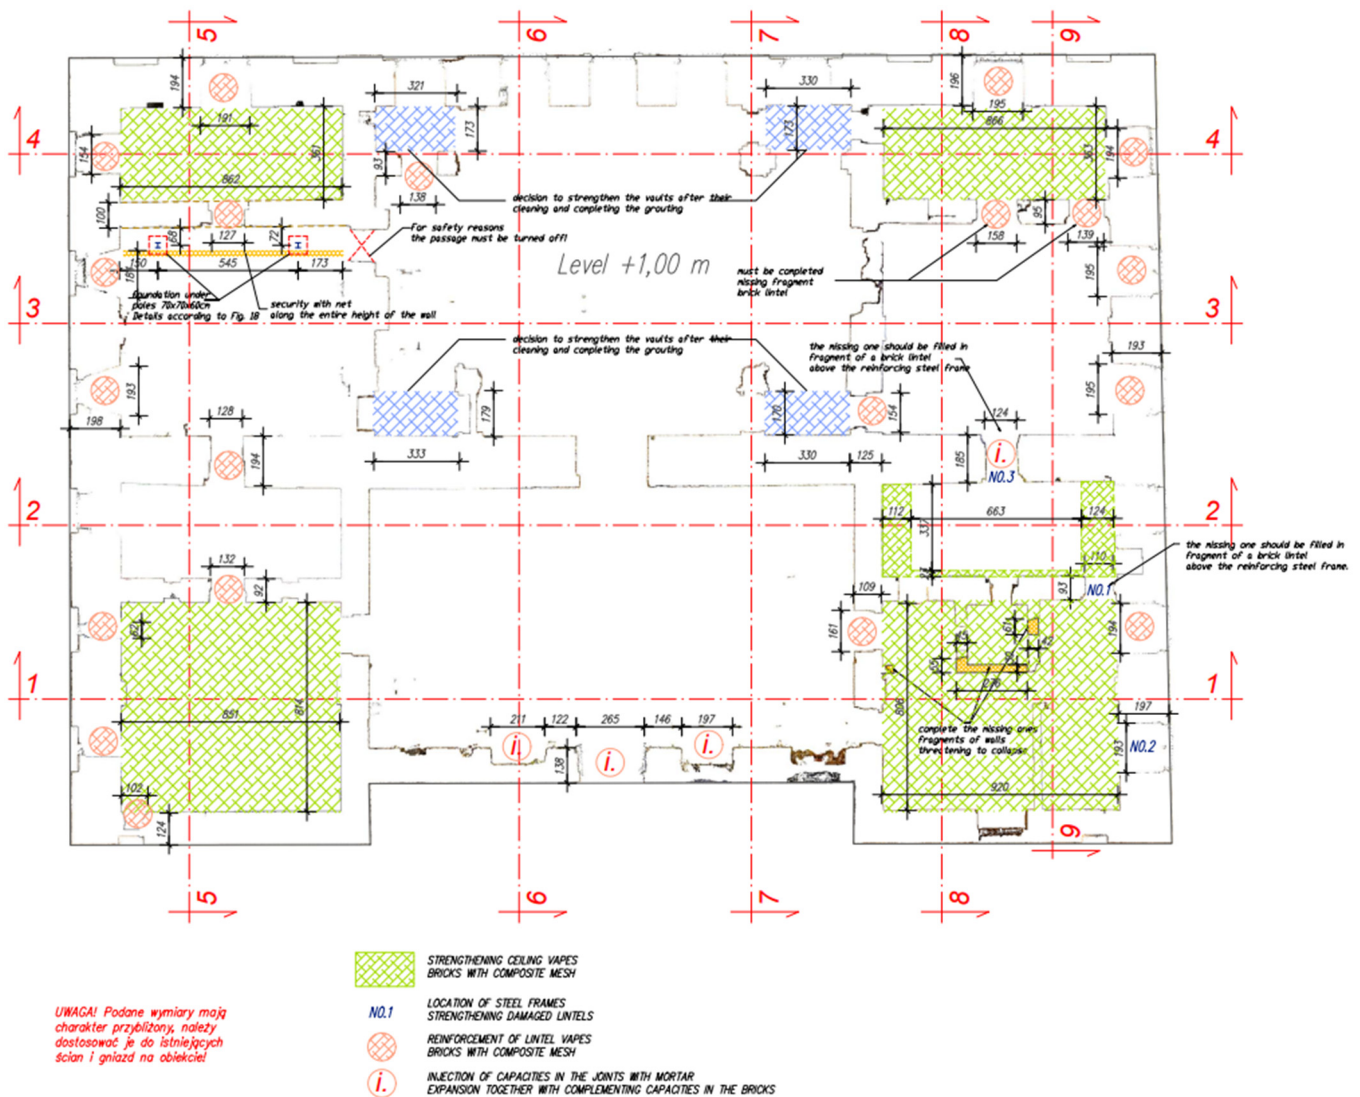 5
6
7
8
9
194
321
330
196
195
866
191
173
173
361
363
4
4
154
93
194
862
138
decision to strengthen the vaults after their
cleaning and completing the grouting
100
95
For safety reasons
the passage must be turned off!
68
127
72
158
139
Level +1,00 m
must be completed
missing fragment
brick lintel
195
150
545
173
181
foundation under
poles 70x70x60cm
Details according to Fig. 18
security with net
along the entire height of the wall
3
3
decision to strengthen the vaults after their
cleaning and completing the grouting
the missing one should be filled in
fragment of a brick lintel
above the reinforcing steel frame
193
193
195
198
128
179
170
154
124
194
333
330
125
185
i.
NO.3
2
2
112
663
124
337
the missing one should be filled in
fragment of a brick lintel
above the reinforcing steel frame.
132
92
110
93
NO.1
109
62
161
61
194
42
55
276
1
1
851
814
808
197
211
122
265
146
197
complete the missing ones
fragments of walls
threatening to collapse
193
NO.2
i.
i.
i.
138
102
920
124
9
5
6
7
8
STRENGTHENING CEILING VAPES
BRICKS WITH COMPOSITE MESH
NO.1
LOCATION OF STEEL FRAMES
STRENGTHENING DAMAGED LINTELS
UWAGA! Podane wymiary mają
charakter przybliżony, należy
dostosować je do istniejących
ścian i gniazd na obiekcie!
REINFORCEMENT OF LINTEL VAPES
BRICKS WITH COMPOSITE MESH
i.
INJECTION OF CAPACITIES IN THE JOINTS WITH MORTAR
EXPANSION TOGETHER WITH COMPLEMENTING CAPACITIES IN THE BRICKS